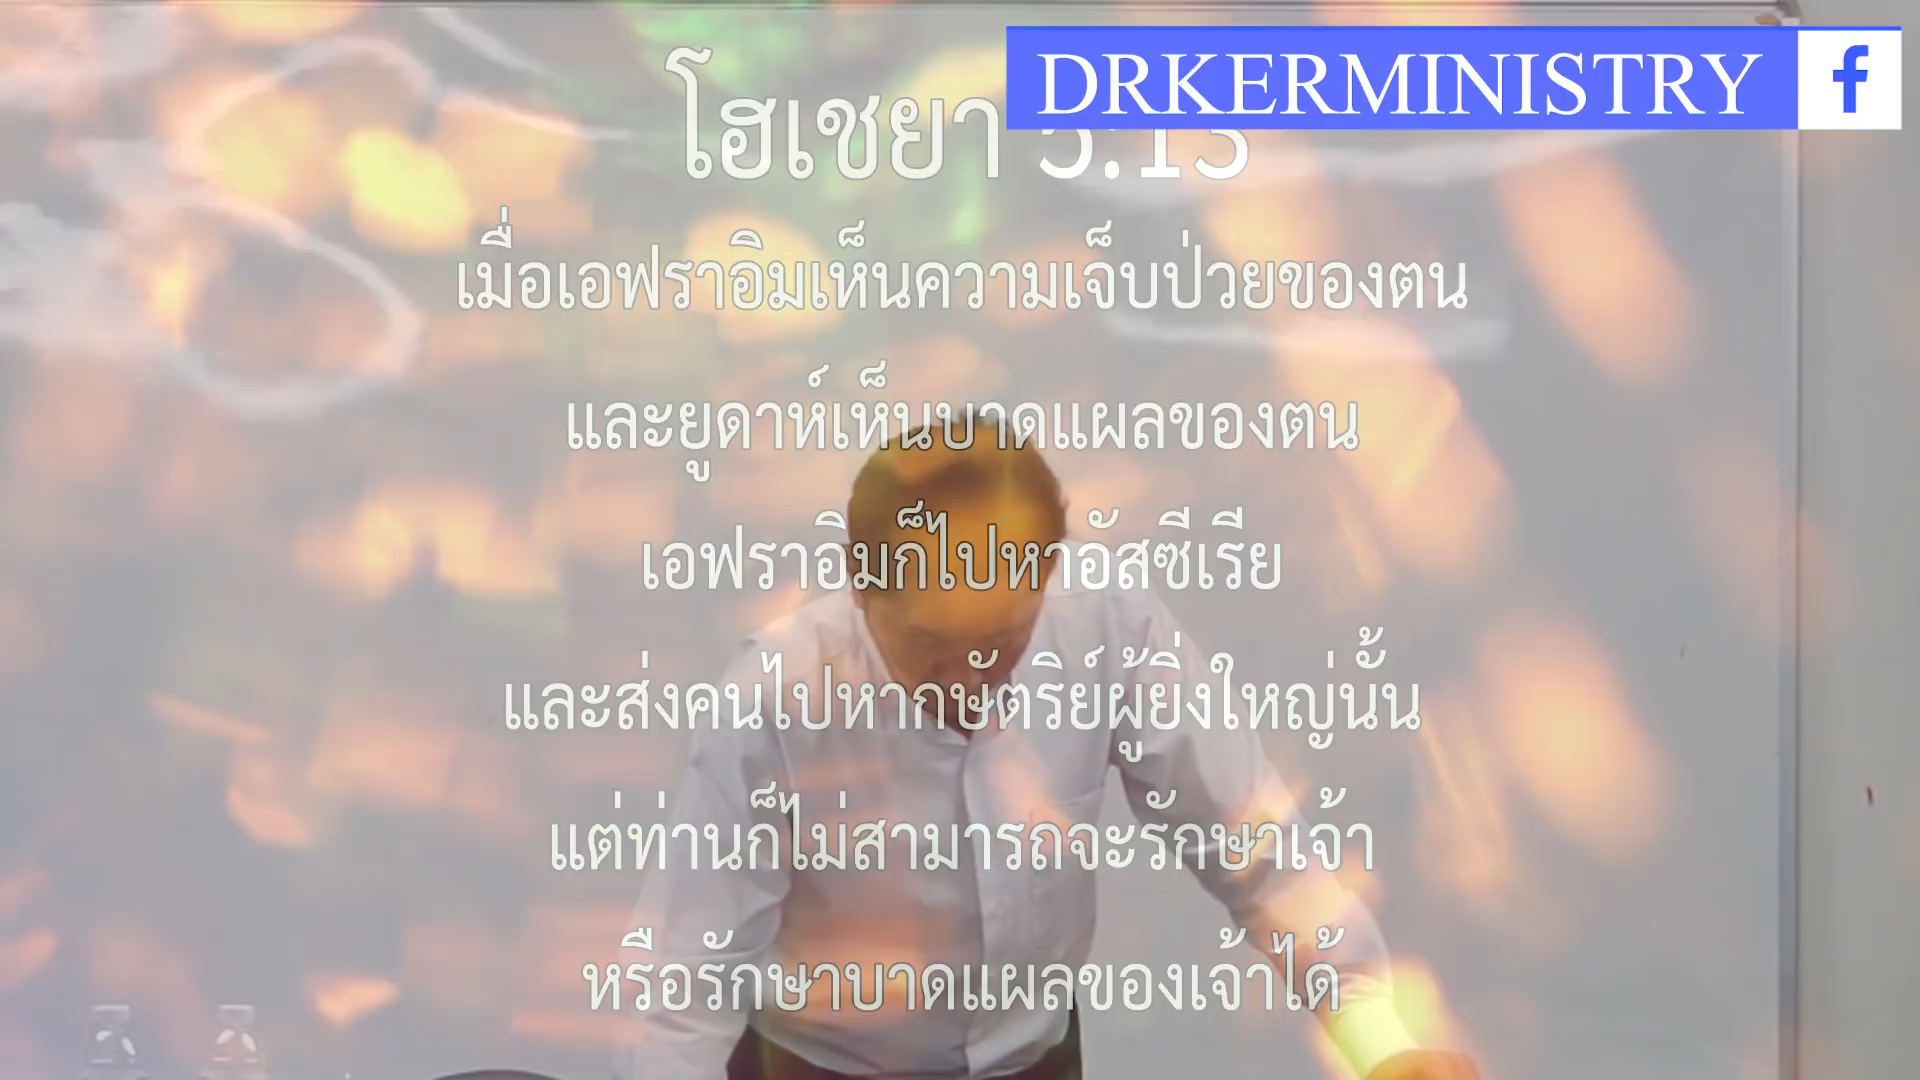 DRKERMINISTRY
โฮเชยา 5:13
เมื่อเอฟราอิมเห็นความเจ็บป่วยของตน
และยูดาห์เห็นบาดแผลของตน
เอฟราอิมก็ไปหาอัสซีเรีย
และส่งคนไปหากษัตริย์ผู้ยิ่งใหญ่นั้น
แต่ท่านก็ไม่สามารถจะรักษาเจ้า
หรือรักษาบาดแผลของเจ้าได้